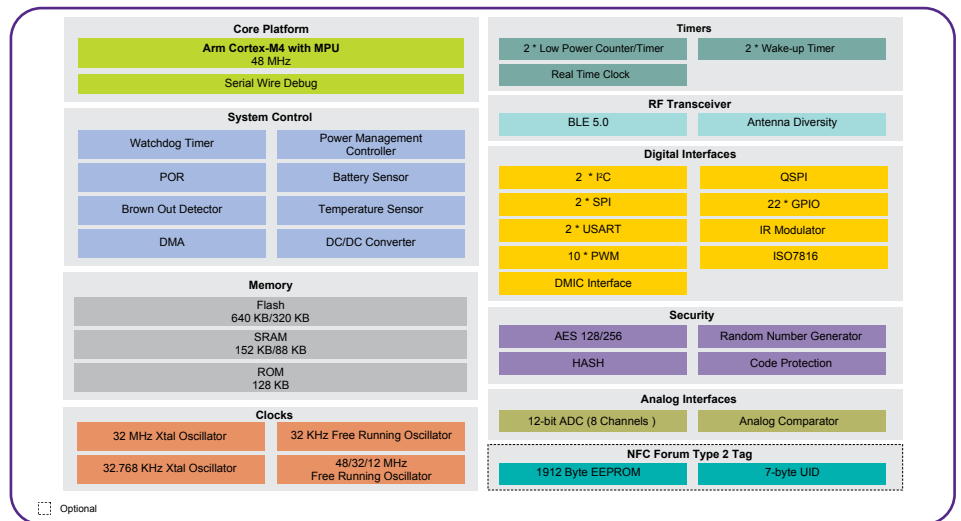 Core Platform
Arm Cortex-M4 with MPU
48 MHz
Serial Wire Debug
System Control
Watchdog Timer
Power Management
Controller
POR
Battery Sensor
Brown Out Detector
Temperature Sensor
DMA
DC/DC Converter
Memory
Flash
640 KB/320 KB
SRAM
152 KB/88 KB
ROM
128 KB
Clocks
32 MHz Xtal Oscillator
32 KHz Free Running Oscillator
32.768 KHz Xtal Oscillator
48/32/12 MHz
Free Running Oscillator
Timers
2 * Low Power Counter/Timer
2 * Wake-up Timer
Real Time Clock
RF Transceiver
BLE 5.0
Antenna Diversity
Digital Interfaces
2 * I²C
QSPI
2 * SPI
22 * GPIO
2 * USART
IR Modulator
10 * PWM
ISO7816
DMIC Interface
Security
AES 128/256
Random Number Generator
HASH
Code Protection
Analog Interfaces
12-bit ADC (8 Channels )
Analog Comparator
NFC Forum Type 2 Tag
1912 Byte EEPROM
7-byte UID
Optional